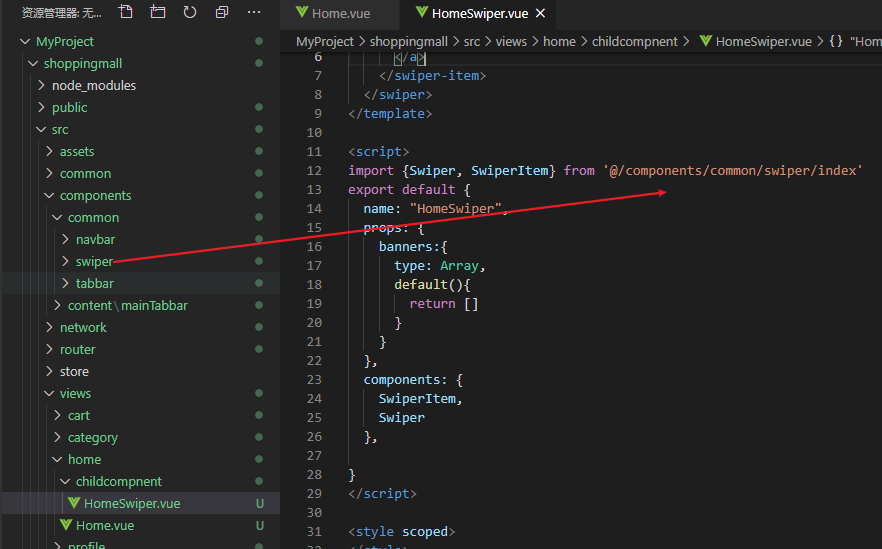 资源管理器: 无...
MyProject
shoppingmall
node_modules
public
src
assets
common
components
common
navbar
swiper
tabbar
content\mainTabbar
network
router
store
views
cart
category
home
childcompnent
HomeSwiper.vue U
Home.vue U
profile
Home.vue
HomeSwiper.vue ×
MyProject > shoppingmall > src > views > home > childcompnent > HomeSwiper.vue > {} "Hom
6 </a>
7 </swiper-item>
8 </swiper>
9 </template>
10
11 <script>
12 import {Swiper, SwiperItem} from '@/components/common/swiper/index'
13 export default {
14 name: "HomeSwiper",
15 props: {
16 banners:{
17 type: Array,
18 default(){
19 return []
20 }
21 }
22 },
23 components: {
24 SwiperItem,
25 Swiper
26 },
27
28 }
29 </script>
30
31 <style scoped>
32 </style>